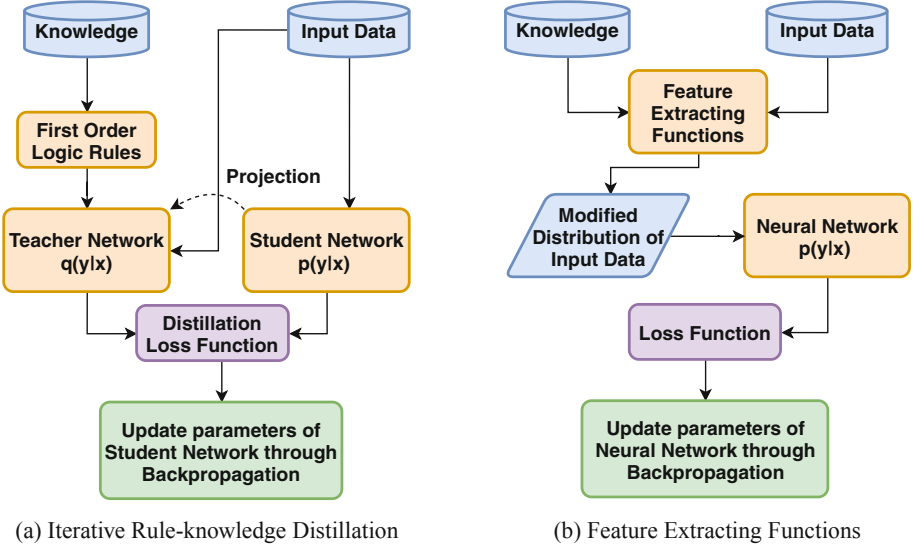 Knowledge
Input Data
First Order
Logic Rules
Projection
Teacher Network
q(y|x)
Student Network
p(y|x)
Distillation
Loss Function
Update parameters of
Student Network through
Backpropagation
(a) Iterative Rule-knowledge Distillation
Knowledge
Input Data
Feature
Extracting
Functions
Modified
Distribution of
Input Data
Neural Network
p(y|x)
Loss Function
Update parameters of
Neural Network through
Backpropagation
(b) Feature Extracting Functions